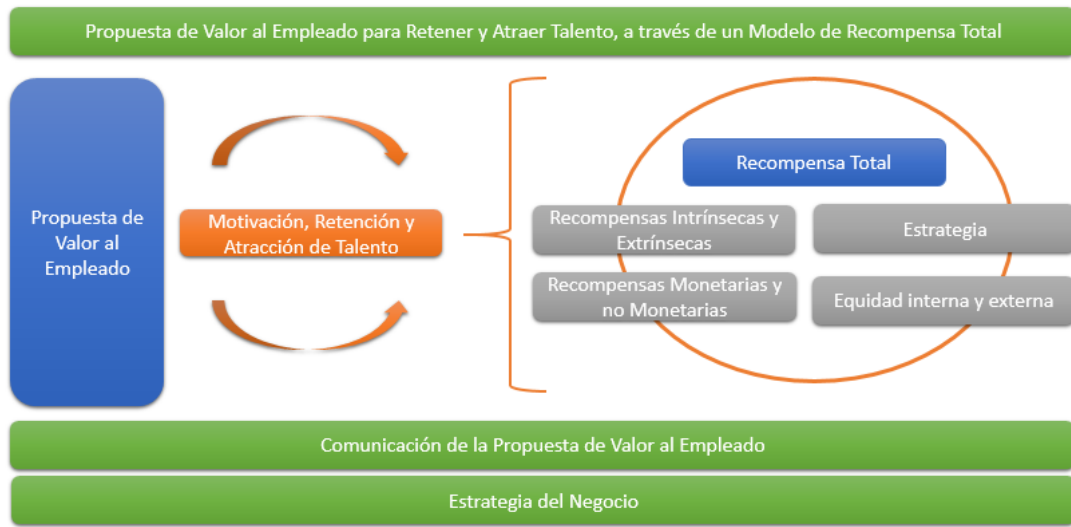 Propuesta de Valor al Empleado para Retener y Atraer Talento, a través de un Modelo de Recompensa Total
Propuesta de
Valor al
Empleado
Motivación, Retención y
Atracción de Talento
Recompensa Total
Recompensas Intrínsecas y
Extrínsecas
Estrategia
Recompensas Monetarias y
no Monetarias
Equidad interna y externa
Comunicación de la Propuesta de Valor al Empleado
Estrategia del Negocio